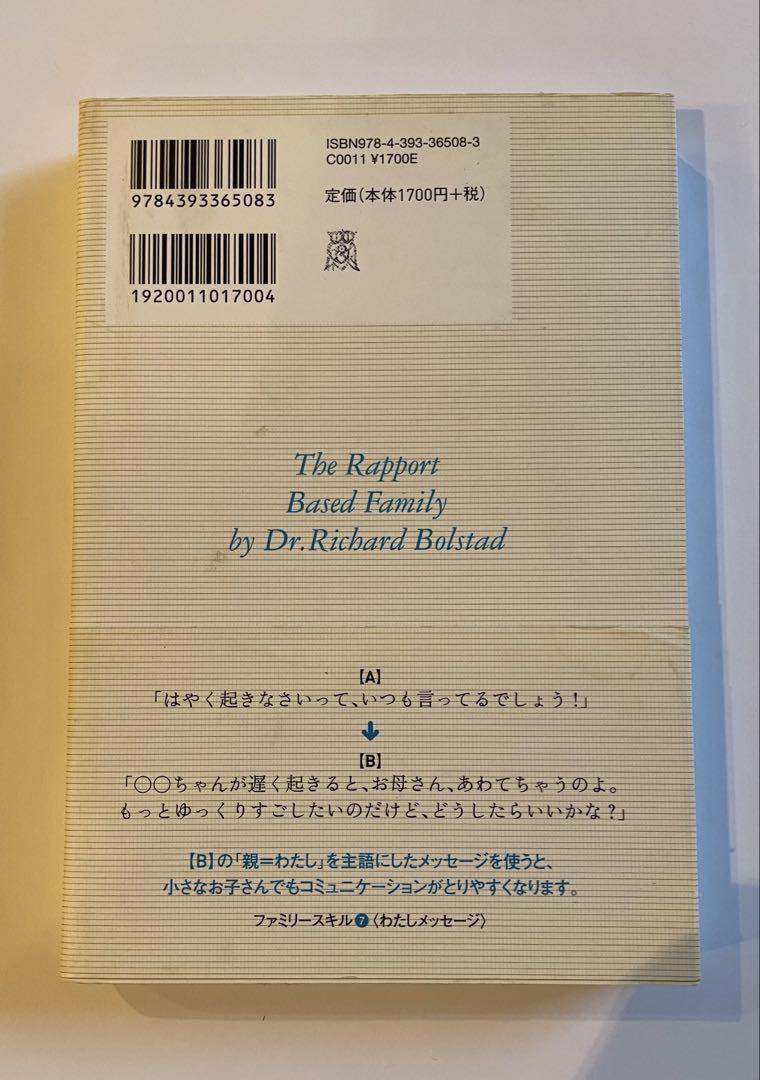 ISBN978-4-393-36508-3
C0011 ¥1700E
9784393365083
定価(本体1700円+税)
1920011017004
The Rapport
Based Family
by Dr.Richard Bolstad
【A】
「はやく起きなさいって、いつも言ってるでしょう!」
↓
【B】
「〇〇ちゃんが遅く起きると、お母さん、あわてちゃうのよ。
もっとゆっくりすごしたいのだけど、どうしたらいいかな?」
【B】の「親=わたし」を主語にしたメッセージを使うと、
小さなお子さんでもコミュニケーションがとりやすくなります。
ファミリースキル❼〈わたしメッセージ〉